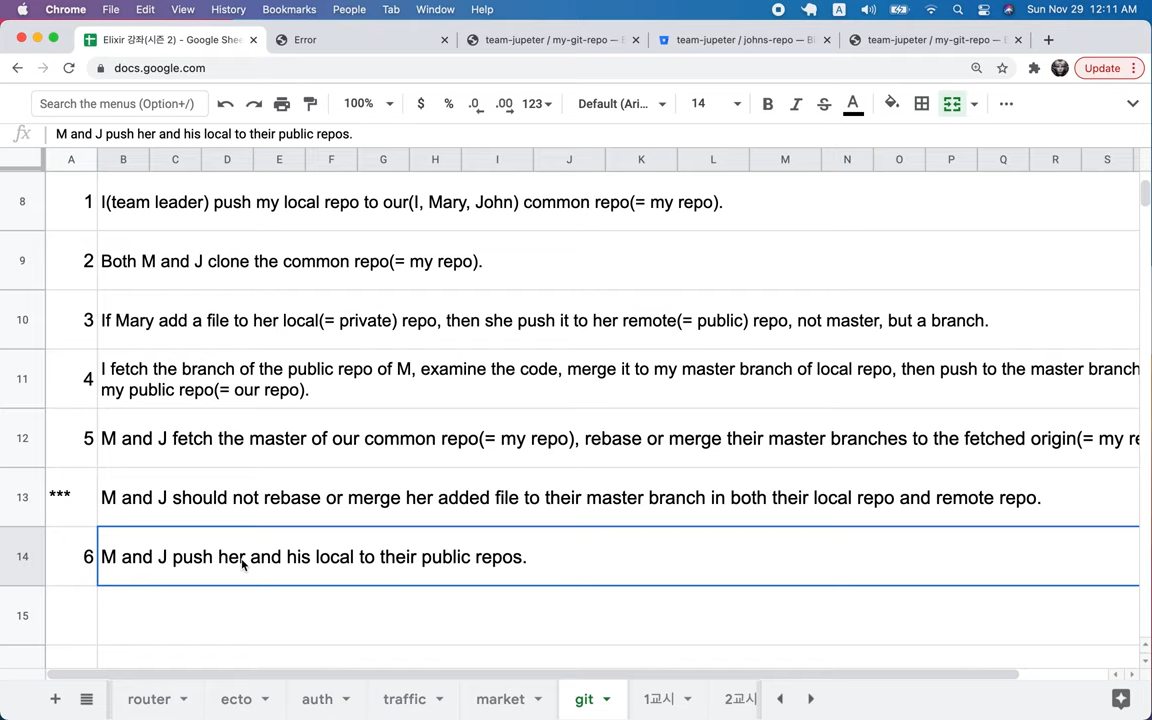 Chrome File Edit View History Bookmarks People Tab Window Help A Sun Nov 29 12:11 AM
Elixir 강좌(시즌 2) - Google She Error team-jupeter / my-git-repo — team-jupeter / johns-repo — Bi team-jupeter / my-git-repo —
docs.google.com Update
Search the menus (Option+/) 100% $ % .0 .00 123 Default (Ari... 14 B I S A
fx M and J push her and his local to their public repos.
A B C D E F G H I J K L M N O P Q R S
8 1 I(team leader) push my local repo to our(I, Mary, John) common repo(= my repo).
9 2 Both M and J clone the common repo(= my repo).
10 3 If Mary add a file to her local(= private) repo, then she push it to her remote(= public) repo, not master, but a branch.
11 4 I fetch the branch of the public repo of M, examine the code, merge it to my master branch of local repo, then push to the master branch
my public repo(= our repo).
12 5 M and J fetch the master of our common repo(= my repo), rebase or merge their master branches to the fetched origin(= my re
13 *** M and J should not rebase or merge her added file to their master branch in both their local repo and remote repo.
14 6 M and J push her and his local to their public repos.
15
router ecto auth traffic market git 1교시 2교시